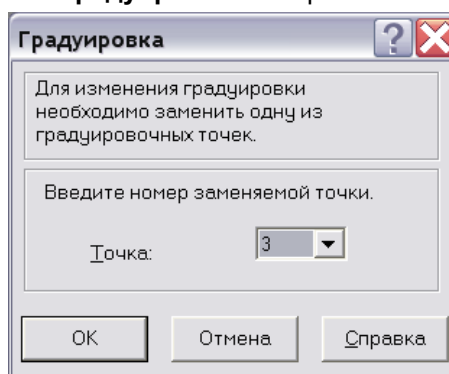 Градуировка
Для изменения градуировки
необходимо заменить одну из
градуировочных точек.
Введите номер заменяемой точки.
Точка: 3
OK Отмена Справка